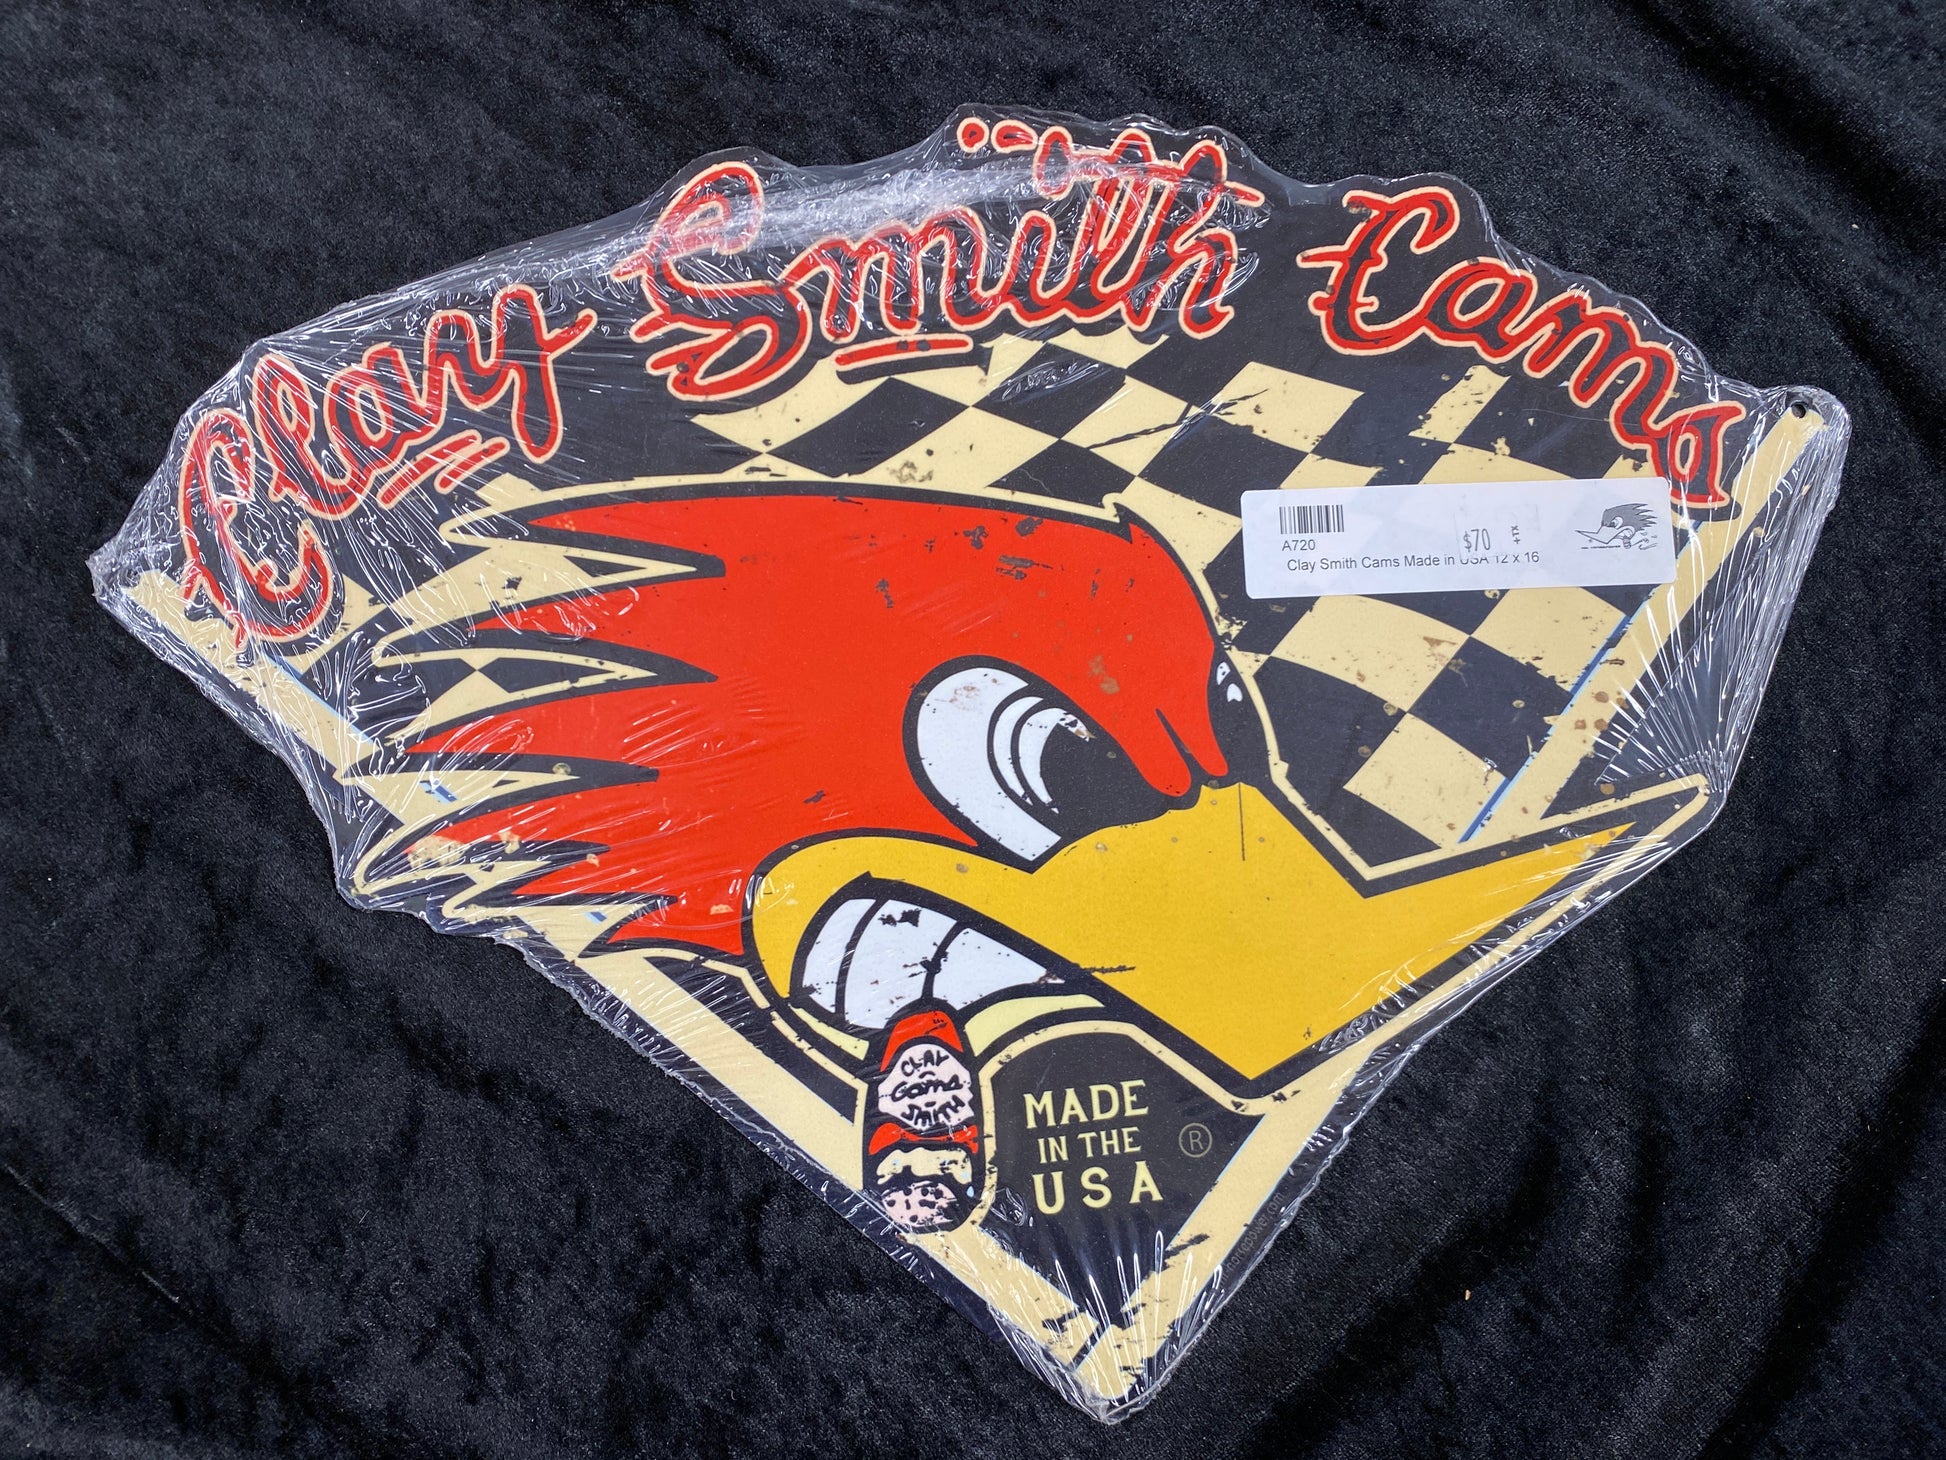 Clay Smith Cams
A720
$70
+tx
Clay Smith Cams Made in USA 12 x 16
CLAY
SMITH
MADE
IN THE
USA
®